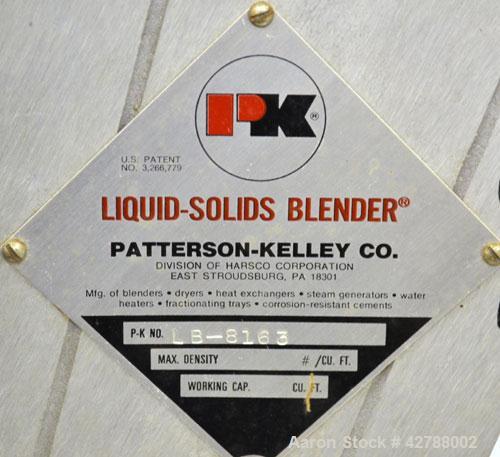 PK®
U.S. PATENT
NO. 3,266,779
LIQUID-SOLIDS BLENDER®
PATTERSON-KELLEY CO.
DIVISION OF HARSCO CORPORATION
EAST STROUDSBURG, PA 18301
Mfg. of blenders • dryers • heat exchangers • steam generators • water
heaters • fractionating trays • corrosion-resistant cements
P-K NO. LB-8163
MAX. DENSITY #/CU. FT.
WORKING CAP. CU. FT.
Aaron Stock # 42788002